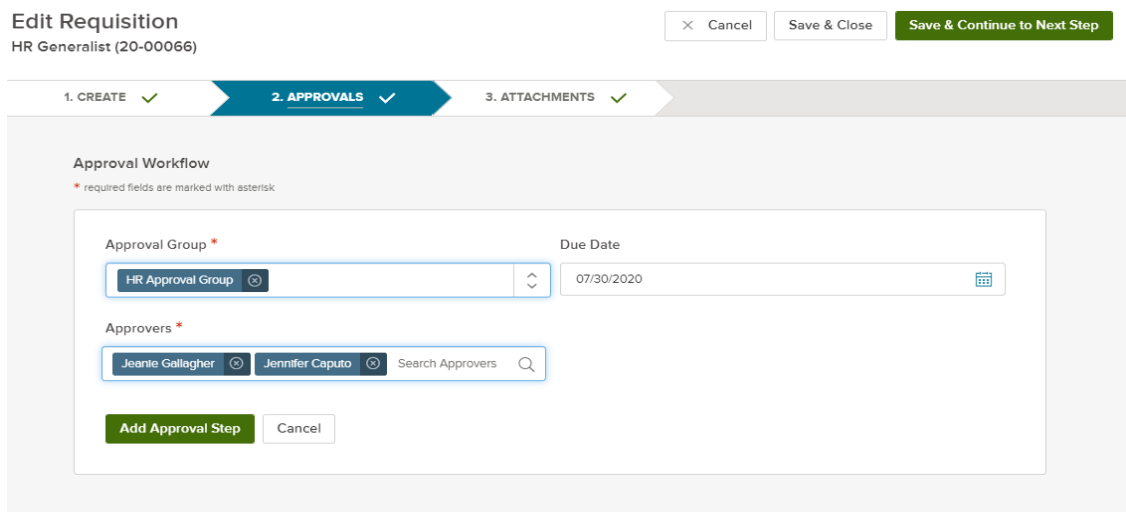 Edit Requisition
HR Generalist (20-00066)
Cancel
Save & Close
Save & Continue to Next Step
1. CREATE
2. APPROVALS
3. ATTACHMENTS
Approval Workflow
* required fields are marked with asterisk
Approval Group *
Due Date
HR Approval Group
07/30/2020
Approvers *
Jeanie Gallagher
Jennifer Caputo
Search Approvers
Add Approval Step
Cancel